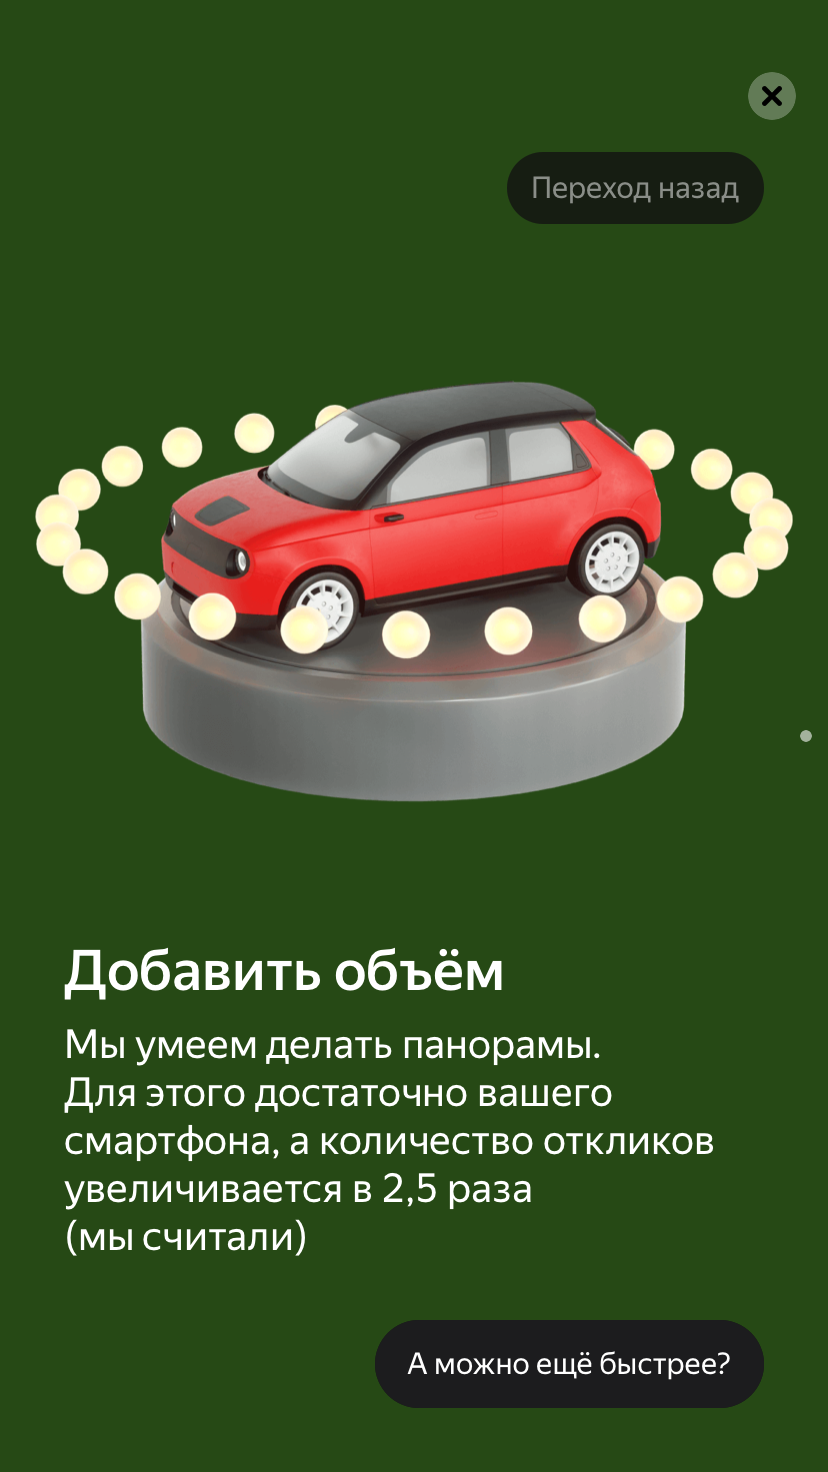 Переход назад
Добавить объём
Мы умеем делать панорамы.
Для этого достаточно вашего
смартфона, а количество откликов
увеличивается в 2,5 раза
(мы считали)
А можно ещё быстрее?